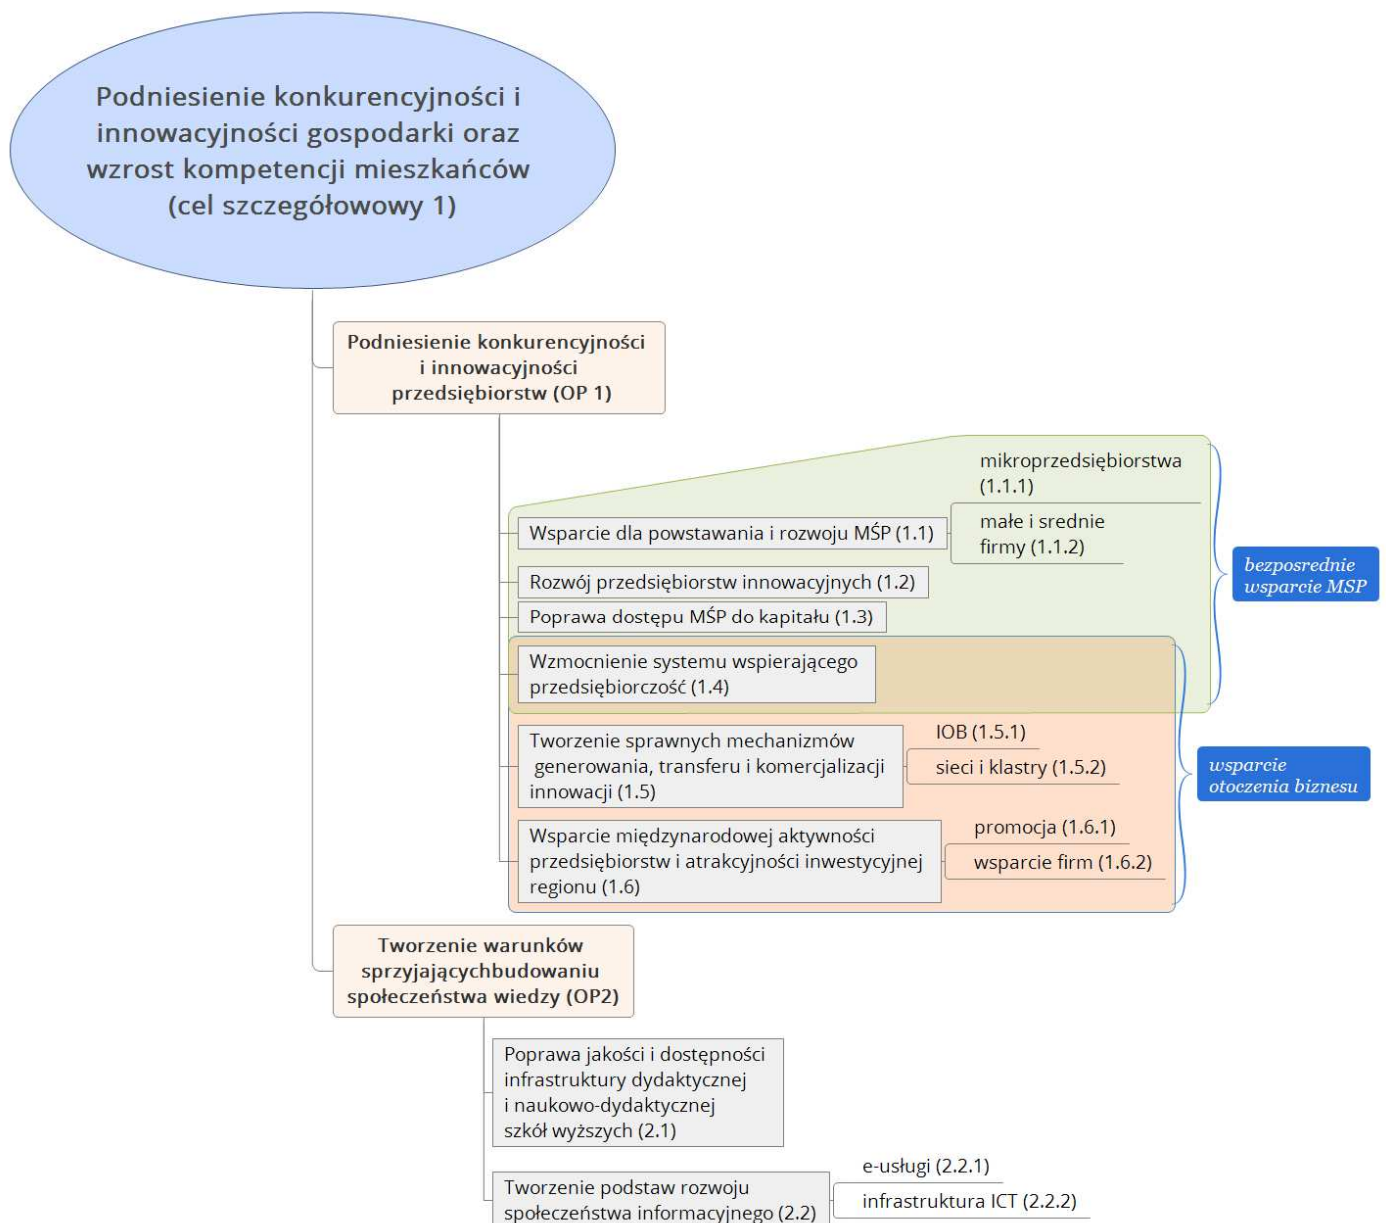 Podniesienie konkurencyjności i
innowacyjności gospodarki oraz
wzrost kompetencji mieszkańców
(cel szczegółowowy 1)
Podniesienie konkurencyjności
i innowacyjności
przedsiębiorstw (OP 1)
mikroprzedsiębiorstwa
(1.1.1)
Wsparcie dla powstawania i rozwoju MŚP (1.1)
małe i srednie
firmy (1.1.2)
bezposrednie
wsparcie MSP
Rozwój przedsiębiorstw innowacyjnych (1.2)
Poprawa dostępu MŚP do kapitału (1.3)
Wzmocnienie systemu wspierającego
przedsiębiorczość (1.4)
Tworzenie sprawnych mechanizmów
generowania, transferu i komercjalizacji
innowacji (1.5)
IOB (1.5.1)
sieci i klastry (1.5.2)
wsparcie
otoczenia biznesu
Wsparcie międzynarodowej aktywności
przedsiębiorstw i atrakcyjności inwestycyjnej
regionu (1.6)
promocja (1.6.1)
wsparcie firm (1.6.2)
Tworzenie warunków
sprzyjającychbudowaniu
społeczeństwa wiedzy (OP2)
Poprawa jakości i dostępności
infrastruktury dydaktycznej
i naukowo-dydaktycznej
szkół wyższych (2.1)
Tworzenie podstaw rozwoju
społeczeństwa informacyjnego (2.2)
e-usługi (2.2.1)
infrastruktura ICT (2.2.2)